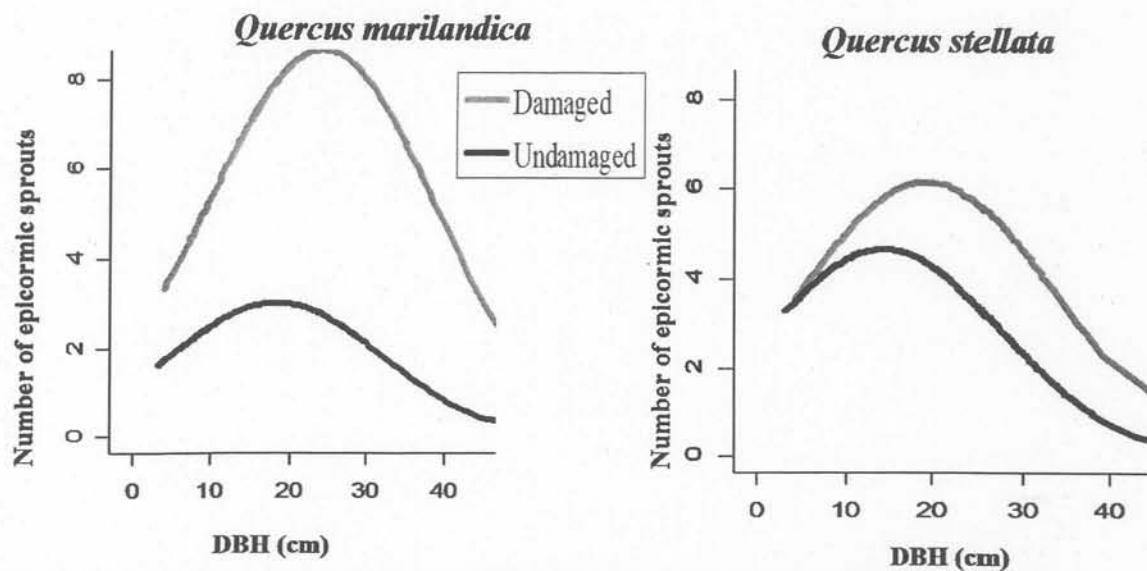 Quercus marilandica
Number of epicormic sprouts
8
6
4
2
0
0 10 20 30 40
DBH (cm)
Damaged
Undamaged
Quercus stellata
Number of epicormic sprouts
8
6
4
2
0
0 10 20 30 40
DBH (cm)